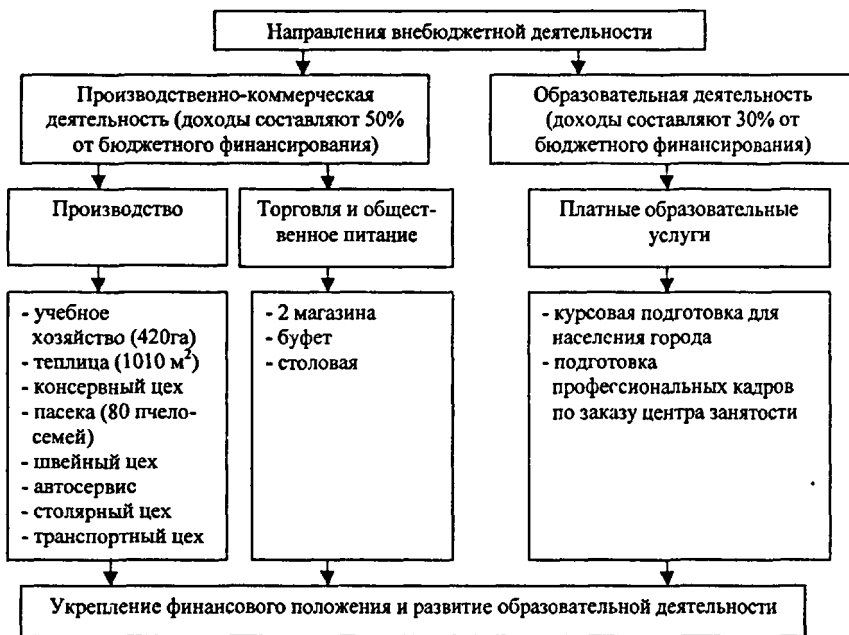 Направления внебюджетной деятельности
Производственно-коммерческая
деятельность (доходы составляют 50%
от бюджетного финансирования)
Образовательная деятельность
(доходы составляют 30% от
бюджетного финансирования)
Производство
Торговля и общест-
венное питание
Платные образовательные
услуги
- учебное
хозяйство (420га)
- теплица (1010 м²)
- консервный цех
- пасека (80 пчело-
семей)
- швейный цех
- автосервис
- столярный цех
- транспортный цех
- 2 магазина
- буфет
- столовая
- курсовая подготовка для
населения города
- подготовка
профессиональных кадров
по заказу центра занятости
Укрепление финансового положения и развитие образовательной деятельности